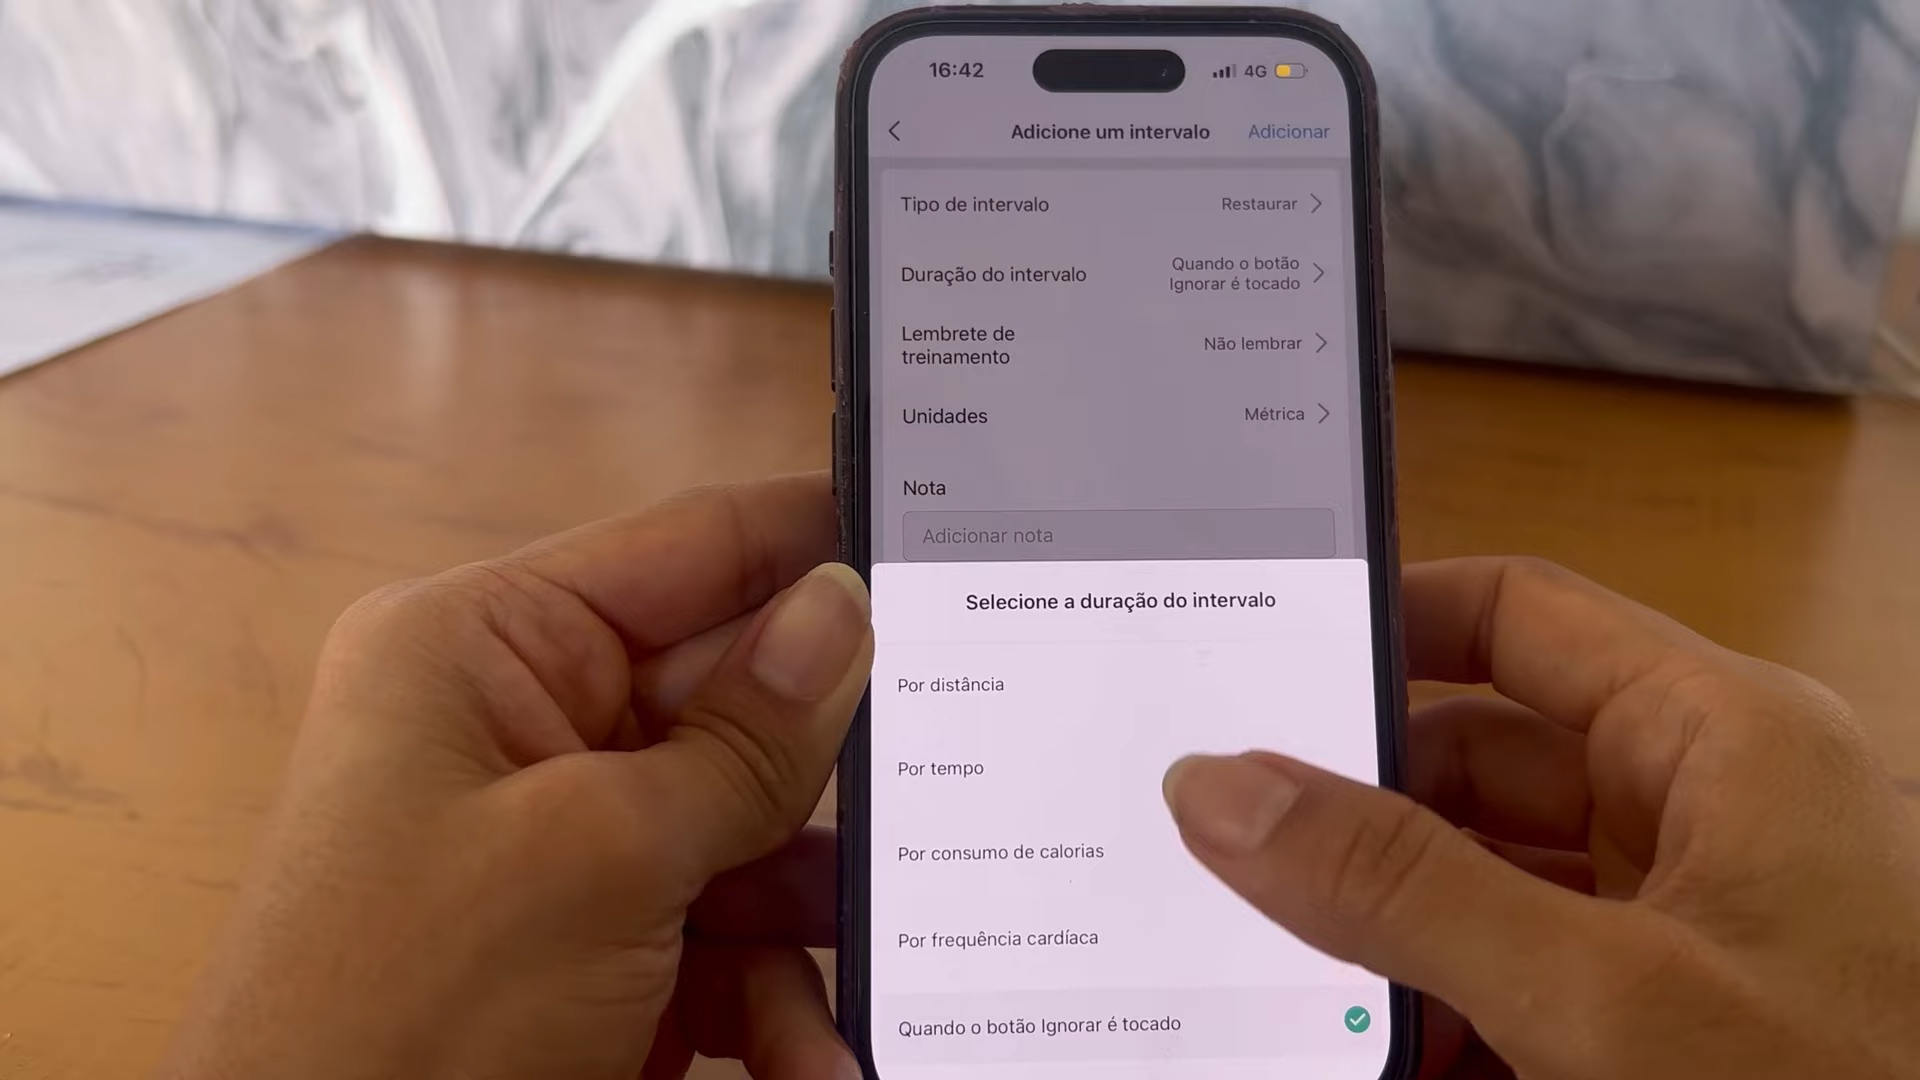 16:42
4G
Adicione um intervalo
Adicionar
Tipo de intervalo
Restaurar
Duração do intervalo
Quando o botão
Ignorar é tocado
Lembrete de
treinamento
Não lembrar
Unidades
Métrica
Nota
Adicionar nota
Selecione a duração do intervalo
Por distância
Por tempo
Por consumo de calorias
Por frequência cardíaca
Quando o botão Ignorar é tocado